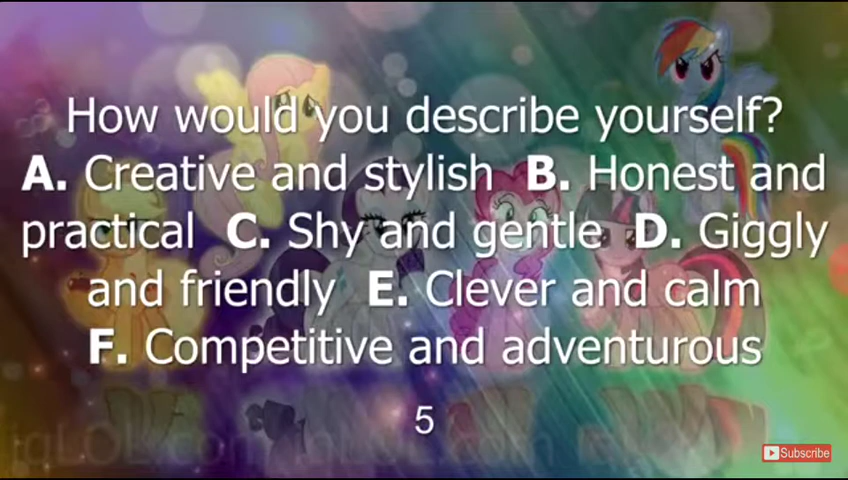 How would you describe yourself?
A. Creative and stylish B. Honest and
practical C. Shy and gentle D. Giggly
and friendly E. Clever and calm
F. Competitive and adventurous
5
Subscribe